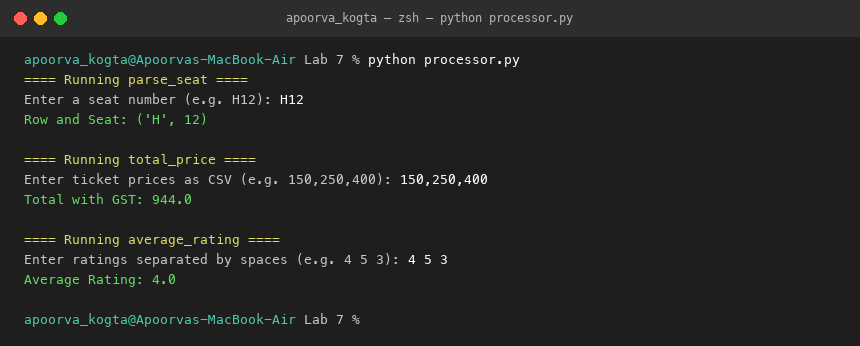 apoorva_kogta — zsh — python processor.py
apoorva_kogta@Apoorvas-MacBook-Air Lab 7 % python processor.py
==== Running parse_seat ====
Enter a seat number (e.g. H12): H12
Row and Seat: ('H', 12)
==== Running total_price ====
Enter ticket prices as CSV (e.g. 150,250,400): 150,250,400
Total with GST: 944.0
==== Running average_rating ====
Enter ratings separated by spaces (e.g. 4 5 3): 4 5 3
Average Rating: 4.0
apoorva_kogta@Apoorvas-MacBook-Air Lab 7 %